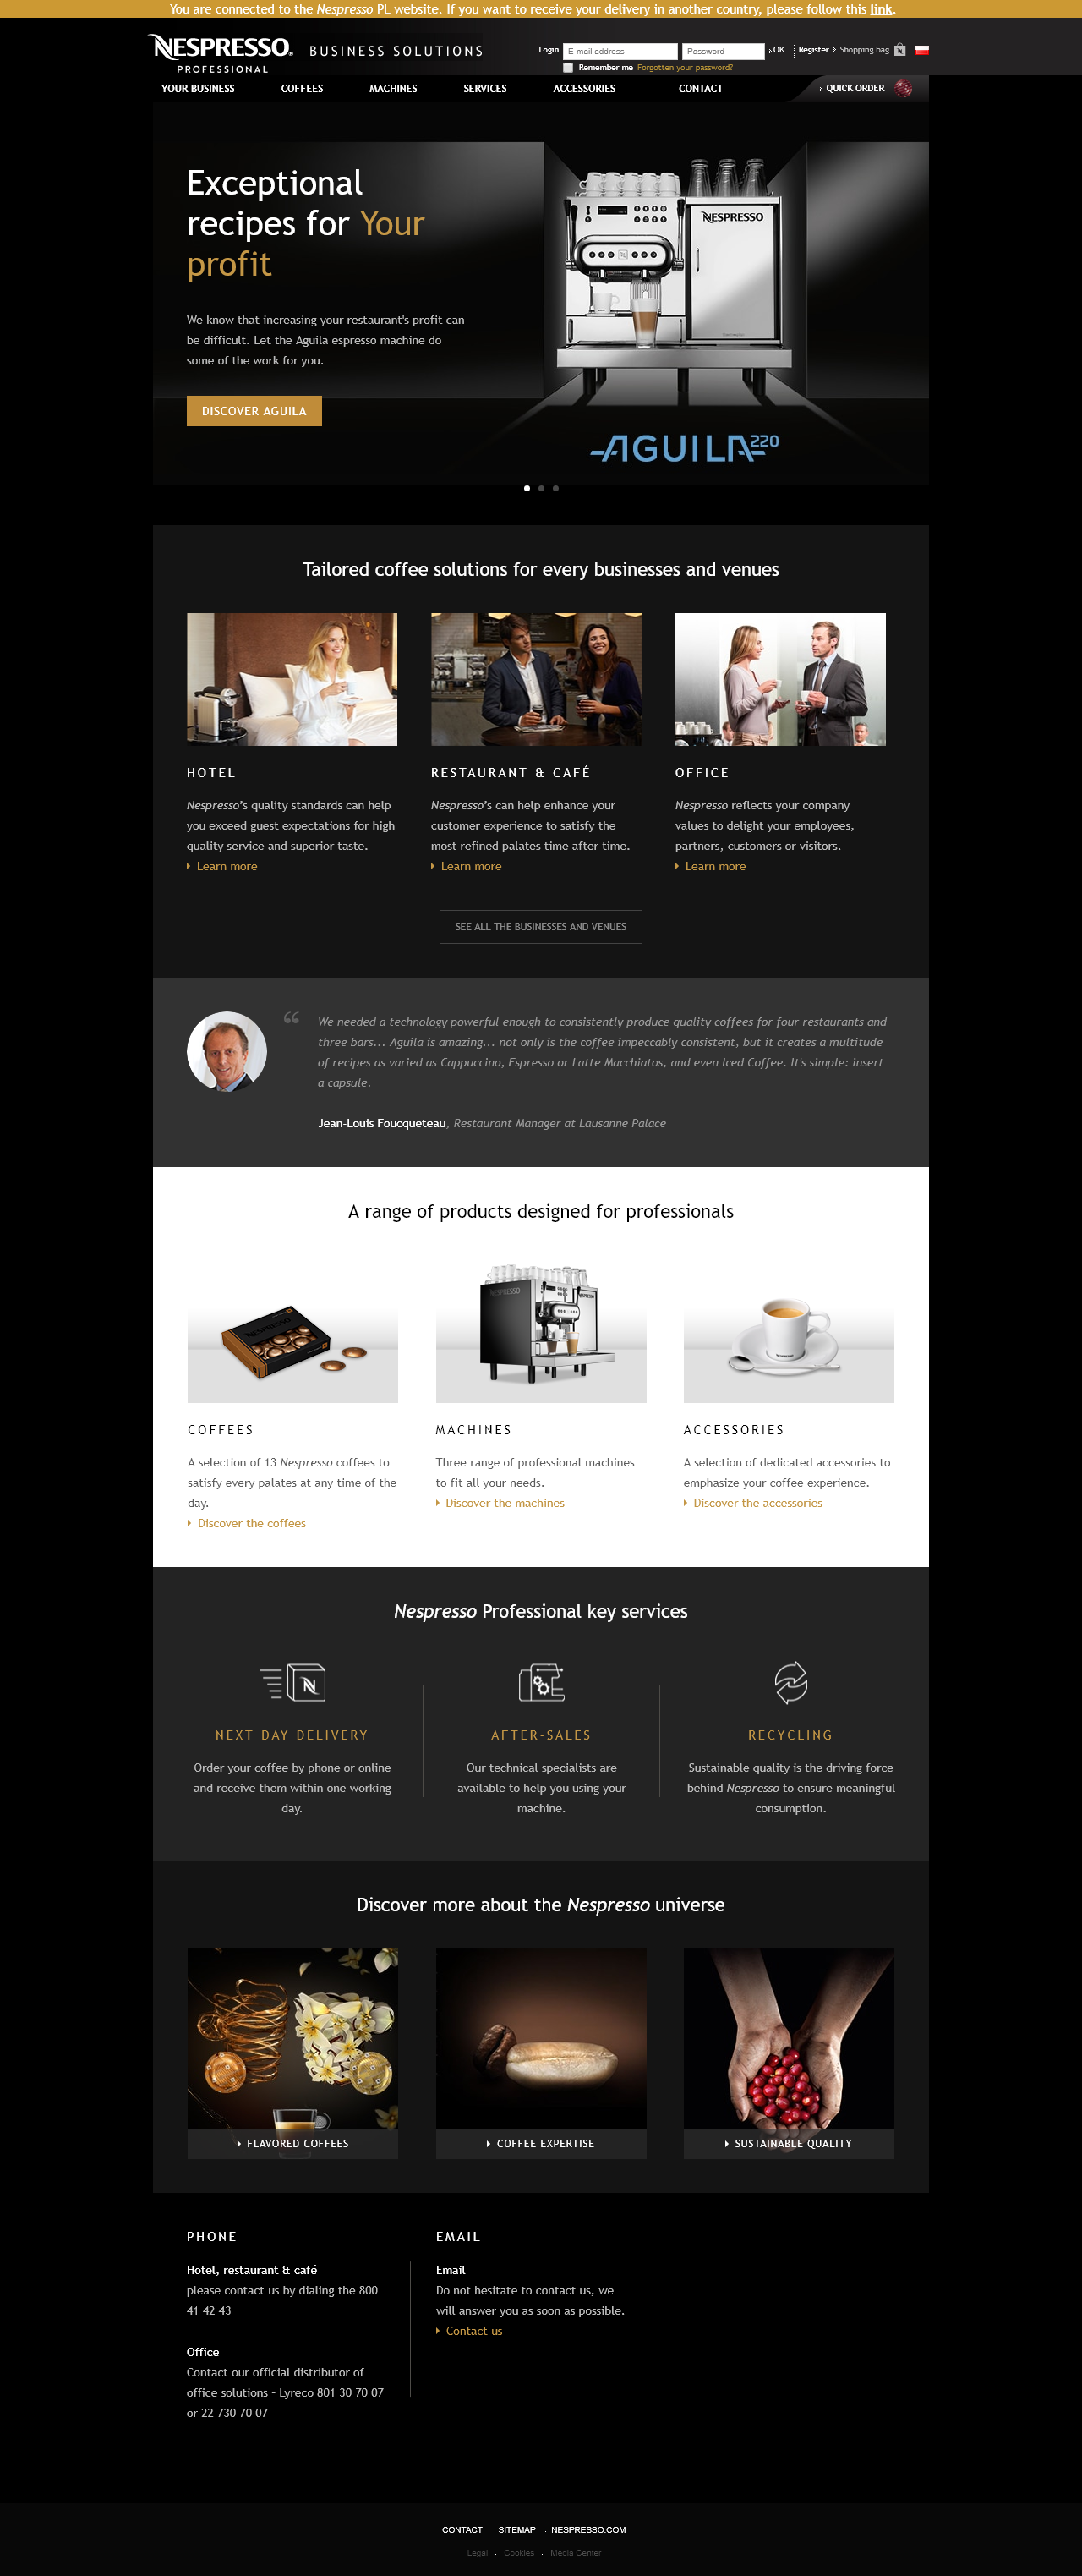 You are connected to the Nespresso PL website. If you want to receive your delivery in another country, please follow this link.
NESPRESSO.
PROFESSIONAL
BUSINESS SOLUTIONS
Login E-mail address Password OK Register Shopping bag
Remember me Forgotten your password?
YOUR BUSINESS COFFEES MACHINES SERVICES ACCESSORIES CONTACT QUICK ORDER
Exceptional
recipes for Your
profit
We know that increasing your restaurant's profit can
be difficult. Let the Aguila espresso machine do
some of the work for you.
DISCOVER AGUILA
NESPRESSO
AGUILA 220
Tailored coffee solutions for every businesses and venues
HOTEL
Nespresso's quality standards can help
you exceed guest expectations for high
quality service and superior taste.
Learn more
RESTAURANT & CAFÉ
Nespresso's can help enhance your
customer experience to satisfy the
most refined palates time after time.
Learn more
OFFICE
Nespresso reflects your company
values to delight your employees,
partners, customers or visitors.
Learn more
SEE ALL THE BUSINESSES AND VENUES
“ We needed a technology powerful enough to consistently produce quality coffees for four restaurants and
three bars... Aguila is amazing... not only is the coffee impeccably consistent, but it creates a multitude
of recipes as varied as Cappuccino, Espresso or Latte Macchiatos, and even Iced Coffee. It's simple: insert
a capsule.
Jean-Louis Foucqueteau, Restaurant Manager at Lausanne Palace
A range of products designed for professionals
NESPRESSO
NESPRESSO
NESPRESSO
COFFEES
A selection of 13 Nespresso coffees to
satisfy every palates at any time of the
day.
Discover the coffees
MACHINES
Three range of professional machines
to fit all your needs.
Discover the machines
ACCESSORIES
A selection of dedicated accessories to
emphasize your coffee experience.
Discover the accessories
Nespresso Professional key services
N
NEXT DAY DELIVERY
Order your coffee by phone or online
and receive them within one working
day.
AFTER-SALES
Our technical specialists are
available to help you using your
machine.
RECYCLING
Sustainable quality is the driving force
behind Nespresso to ensure meaningful
consumption.
Discover more about the Nespresso universe
FLAVORED COFFEES
COFFEE EXPERTISE
SUSTAINABLE QUALITY
PHONE
Hotel, restaurant & café
please contact us by dialing the 800
41 42 43
Office
Contact our official distributor of
office solutions - Lyreco 801 30 70 07
or 22 730 70 07
EMAIL
Email
Do not hesitate to contact us, we
will answer you as soon as possible.
Contact us
CONTACT SITEMAP . NESPRESSO.COM
Legal . Cookies . Media Center